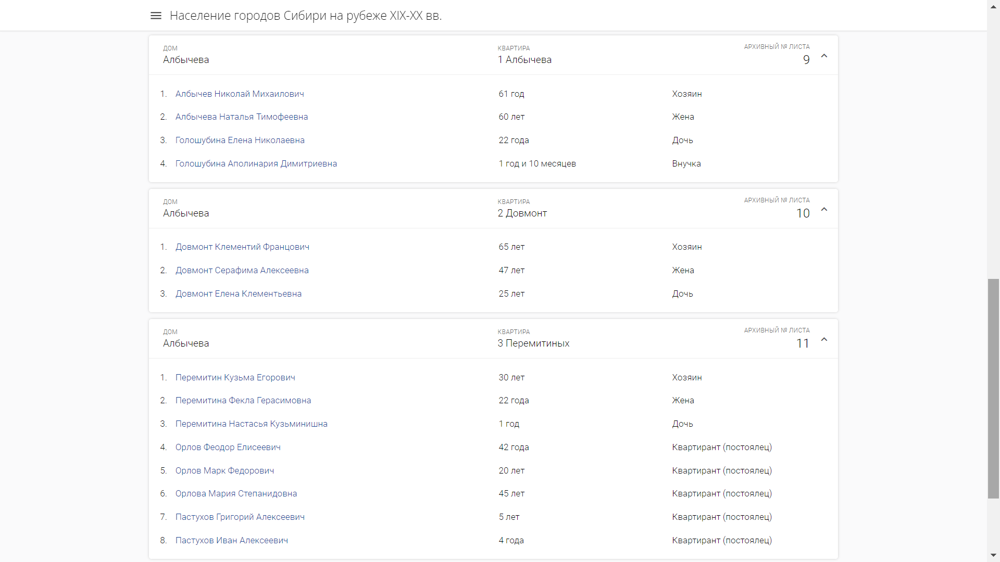 Население городов Сибири на рубеже XIX-XX вв.
ДОМ КВАРТИРА АРХИВНЫЙ № ЛИСТА
Албычева 1 Албычева 9
1. Албычев Николай Михаилович 61 год Хозяин
2. Албычева Наталья Тимофеевна 60 лет Жена
3. Голошубина Елена Николаевна 22 года Дочь
4. Голошубина Аполинария Димитриевна 1 год и 10 месяцев Внучка
ДОМ КВАРТИРА АРХИВНЫЙ № ЛИСТА
Албычева 2 Довмонт 10
1. Довмонт Клементий Францович 65 лет Хозяин
2. Довмонт Серафима Алексеевна 47 лет Жена
3. Довмонт Елена Клементьевна 25 лет Дочь
ДОМ КВАРТИРА АРХИВНЫЙ № ЛИСТА
Албычева 3 Перемитиных 11
1. Перемитин Кузьма Егорович 30 лет Хозяин
2. Перемитина Фекла Герасимовна 22 года Жена
3. Перемитина Настасья Кузьминишна 1 год Дочь
4. Орлов Феодор Елисеевич 42 года Квартирант (постоялец)
5. Орлов Марк Федорович 20 лет Квартирант (постоялец)
6. Орлова Мария Степанидовна 45 лет Квартирант (постоялец)
7. Пастухов Григорий Алексеевич 5 лет Квартирант (постоялец)
8. Пастухов Иван Алексеевич 4 года Квартирант (постоялец)